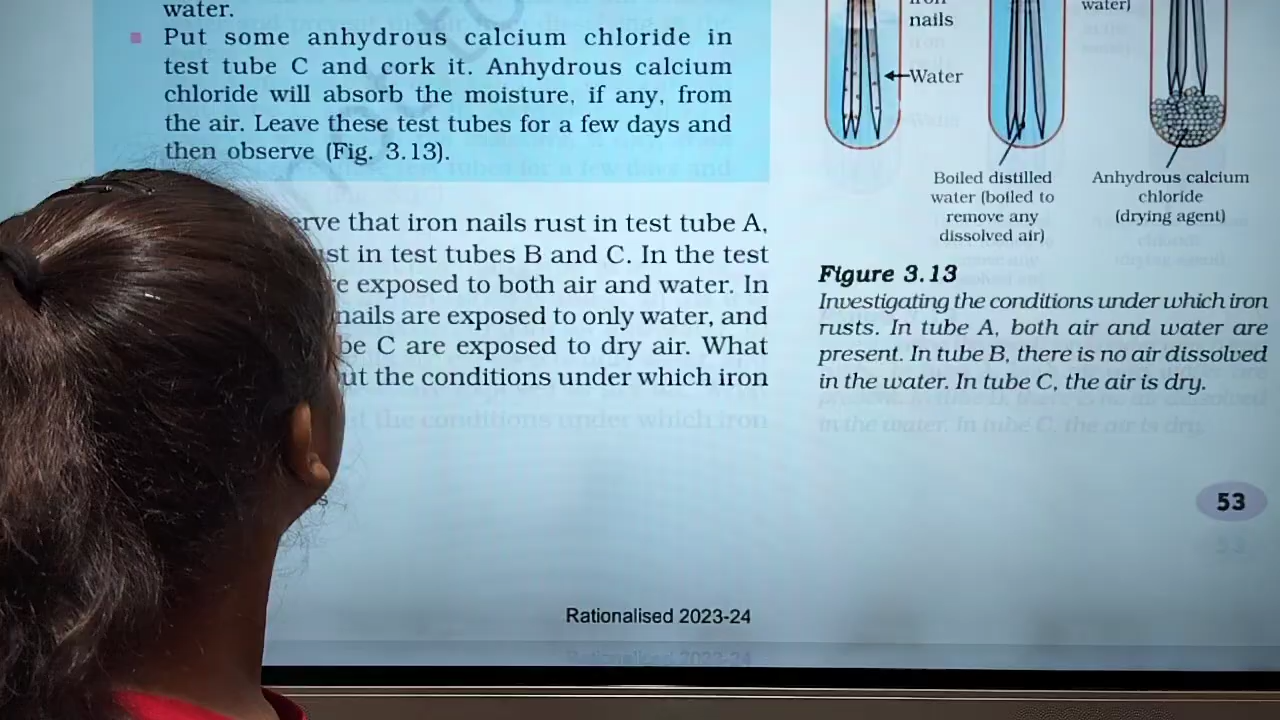 water.
Put some anhydrous calcium chloride in
test tube C and cork it. Anhydrous calcium
chloride will absorb the moisture, if any, from
the air. Leave these test tubes for a few days and
then observe (Fig. 3.13).
that iron nails rust in test tube A,
in test tubes B and C. In the test
exposed to both air and water. In
nails are exposed to only water, and
C are exposed to dry air. What
the conditions under which iron
nails
Water
water)
Boiled distilled
water (boiled to
remove any
dissolved air)
Anhydrous calcium
chloride
(drying agent)
Figure 3.13
Investigating the conditions under which iron
rusts. In tube A, both air and water are
present. In tube B, there is no air dissolved
in the water. In tube C, the air is dry.
53
Rationalised 2023-24